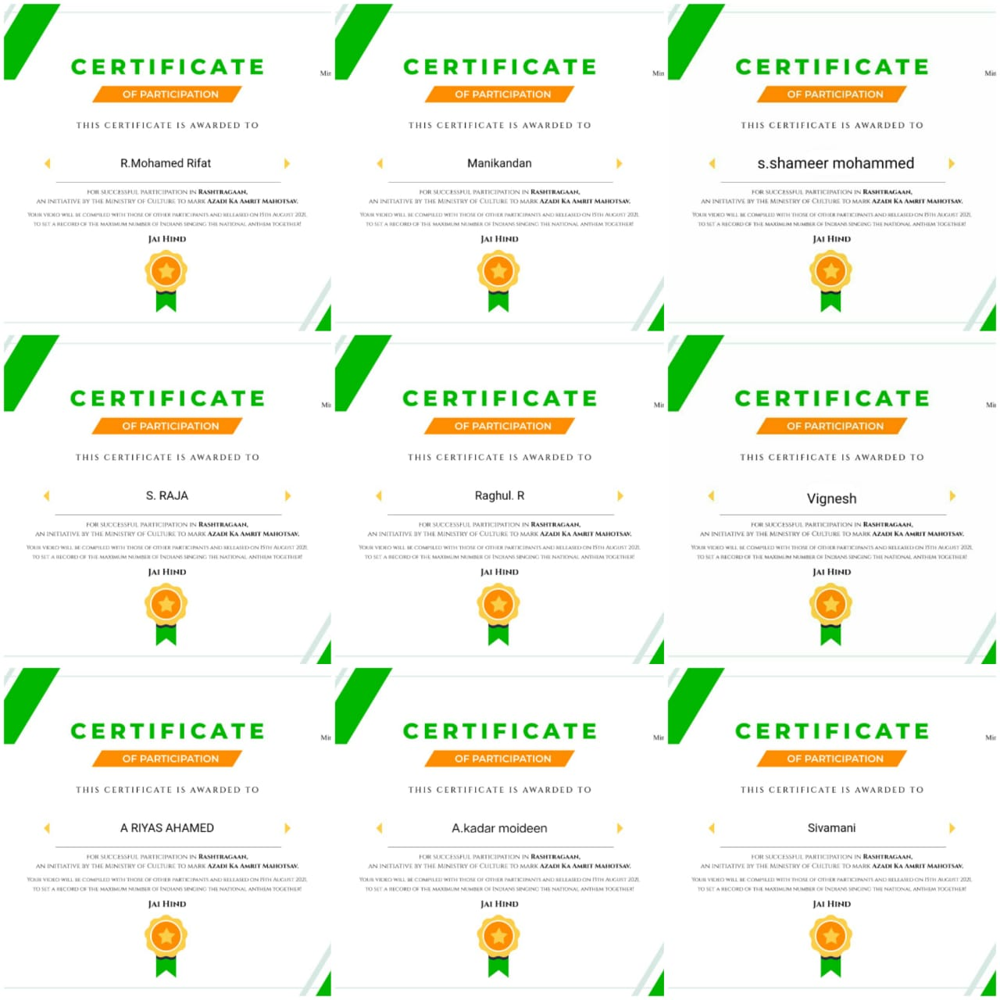 CERTIFICATE
OF PARTICIPATION
THIS CERTIFICATE IS AWARDED TO
R.Mohamed Rifat
FOR SUCCESSFUL PARTICIPATION IN RASHTRAGAAN,
AN INITIATIVE BY THE MINISTRY OF CULTURE TO MARK AZADI KA AMRIT MAHOTSAV.
YOUR VIDEO WILL BE COMPILED WITH THOSE OF OTHER PARTICIPANTS AND RELEASED ON 15TH AUGUST 2021,
TO SET A RECORD OF THE MAXIMUM NUMBER OF INDIANS SINGING THE NATIONAL ANTHEM TOGETHER!
JAI HIND
CERTIFICATE
OF PARTICIPATION
THIS CERTIFICATE IS AWARDED TO
Manikandan
FOR SUCCESSFUL PARTICIPATION IN RASHTRAGAAN,
AN INITIATIVE BY THE MINISTRY OF CULTURE TO MARK AZADI KA AMRIT MAHOTSAV.
YOUR VIDEO WILL BE COMPILED WITH THOSE OF OTHER PARTICIPANTS AND RELEASED ON 15TH AUGUST 2021,
TO SET A RECORD OF THE MAXIMUM NUMBER OF INDIANS SINGING THE NATIONAL ANTHEM TOGETHER!
JAI HIND
CERTIFICATE
OF PARTICIPATION
THIS CERTIFICATE IS AWARDED TO
s.shameer mohammed
FOR SUCCESSFUL PARTICIPATION IN RASHTRAGAAN,
AN INITIATIVE BY THE MINISTRY OF CULTURE TO MARK AZADI KA AMRIT MAHOTSAV.
YOUR VIDEO WILL BE COMPILED WITH THOSE OF OTHER PARTICIPANTS AND RELEASED ON 15TH AUGUST 2021,
TO SET A RECORD OF THE MAXIMUM NUMBER OF INDIANS SINGING THE NATIONAL ANTHEM TOGETHER!
JAI HIND
CERTIFICATE
OF PARTICIPATION
THIS CERTIFICATE IS AWARDED TO
S. RAJA
FOR SUCCESSFUL PARTICIPATION IN RASHTRAGAAN,
AN INITIATIVE BY THE MINISTRY OF CULTURE TO MARK AZADI KA AMRIT MAHOTSAV.
YOUR VIDEO WILL BE COMPILED WITH THOSE OF OTHER PARTICIPANTS AND RELEASED ON 15TH AUGUST 2021,
TO SET A RECORD OF THE MAXIMUM NUMBER OF INDIANS SINGING THE NATIONAL ANTHEM TOGETHER!
JAI HIND
CERTIFICATE
OF PARTICIPATION
THIS CERTIFICATE IS AWARDED TO
Raghul. R
FOR SUCCESSFUL PARTICIPATION IN RASHTRAGAAN,
AN INITIATIVE BY THE MINISTRY OF CULTURE TO MARK AZADI KA AMRIT MAHOTSAV.
YOUR VIDEO WILL BE COMPILED WITH THOSE OF OTHER PARTICIPANTS AND RELEASED ON 15TH AUGUST 2021,
TO SET A RECORD OF THE MAXIMUM NUMBER OF INDIANS SINGING THE NATIONAL ANTHEM TOGETHER!
JAI HIND
CERTIFICATE
OF PARTICIPATION
THIS CERTIFICATE IS AWARDED TO
Vignesh
FOR SUCCESSFUL PARTICIPATION IN RASHTRAGAAN,
AN INITIATIVE BY THE MINISTRY OF CULTURE TO MARK AZADI KA AMRIT MAHOTSAV.
YOUR VIDEO WILL BE COMPILED WITH THOSE OF OTHER PARTICIPANTS AND RELEASED ON 15TH AUGUST 2021,
TO SET A RECORD OF THE MAXIMUM NUMBER OF INDIANS SINGING THE NATIONAL ANTHEM TOGETHER!
JAI HIND
CERTIFICATE
OF PARTICIPATION
THIS CERTIFICATE IS AWARDED TO
A RIYAS AHAMED
FOR SUCCESSFUL PARTICIPATION IN RASHTRAGAAN,
AN INITIATIVE BY THE MINISTRY OF CULTURE TO MARK AZADI KA AMRIT MAHOTSAV.
YOUR VIDEO WILL BE COMPILED WITH THOSE OF OTHER PARTICIPANTS AND RELEASED ON 15TH AUGUST 2021,
TO SET A RECORD OF THE MAXIMUM NUMBER OF INDIANS SINGING THE NATIONAL ANTHEM TOGETHER!
JAI HIND
CERTIFICATE
OF PARTICIPATION
THIS CERTIFICATE IS AWARDED TO
A.kadar moideen
FOR SUCCESSFUL PARTICIPATION IN RASHTRAGAAN,
AN INITIATIVE BY THE MINISTRY OF CULTURE TO MARK AZADI KA AMRIT MAHOTSAV.
YOUR VIDEO WILL BE COMPILED WITH THOSE OF OTHER PARTICIPANTS AND RELEASED ON 15TH AUGUST 2021,
TO SET A RECORD OF THE MAXIMUM NUMBER OF INDIANS SINGING THE NATIONAL ANTHEM TOGETHER!
JAI HIND
CERTIFICATE
OF PARTICIPATION
THIS CERTIFICATE IS AWARDED TO
Sivamani
FOR SUCCESSFUL PARTICIPATION IN RASHTRAGAAN,
AN INITIATIVE BY THE MINISTRY OF CULTURE TO MARK AZADI KA AMRIT MAHOTSAV.
YOUR VIDEO WILL BE COMPILED WITH THOSE OF OTHER PARTICIPANTS AND RELEASED ON 15TH AUGUST 2021,
TO SET A RECORD OF THE MAXIMUM NUMBER OF INDIANS SINGING THE NATIONAL ANTHEM TOGETHER!
JAI HIND